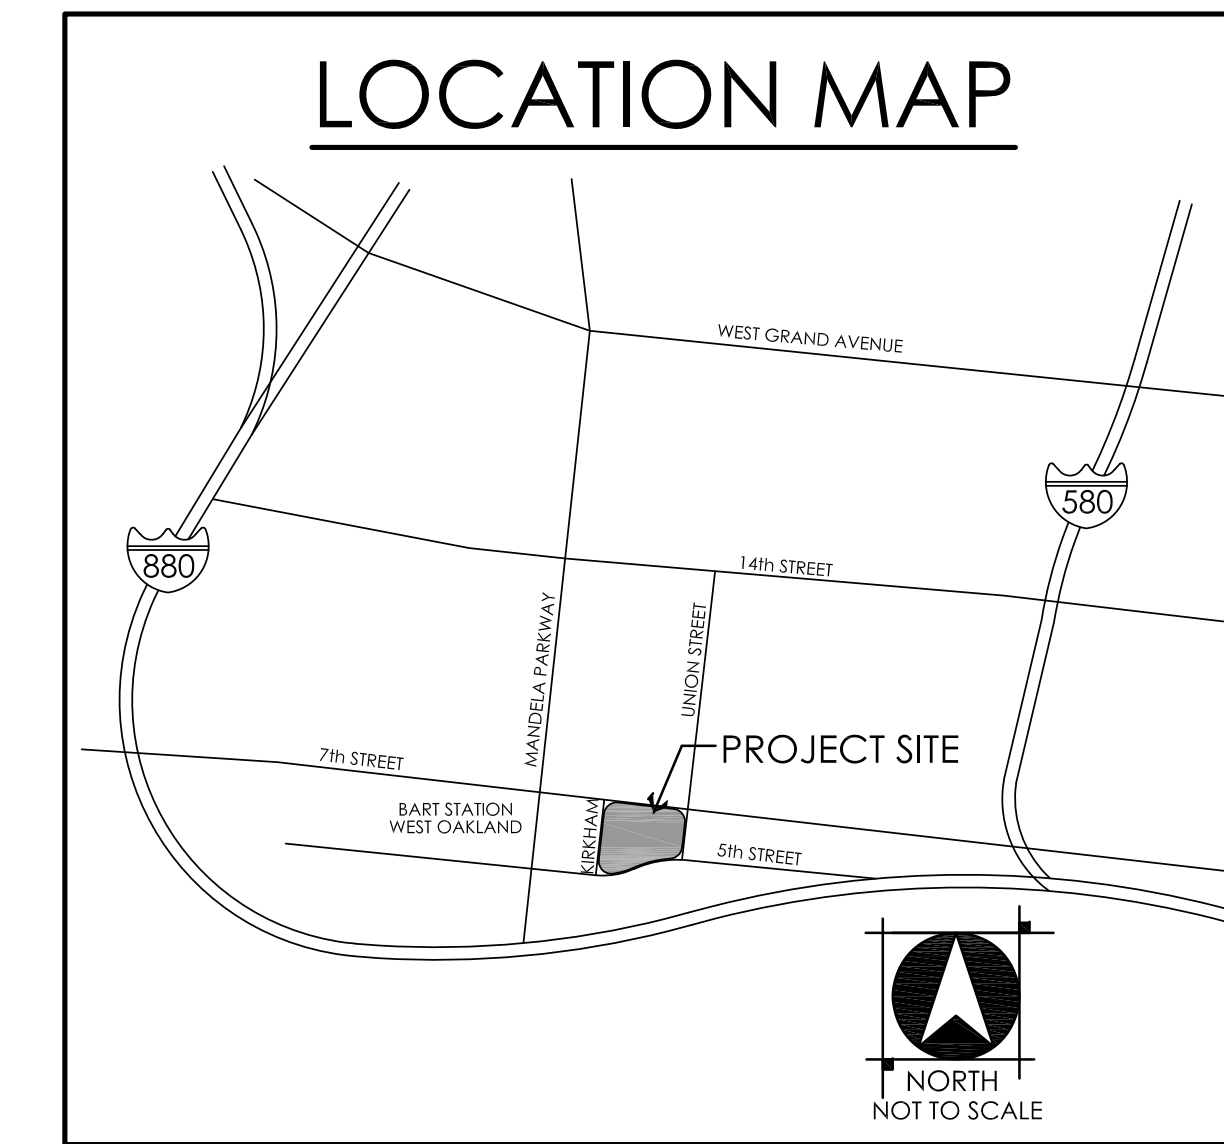 LOCATION MAP
WEST GRAND AVENUE
580
880
14th STREET
MANDELA PARKWAY
UNION STREET
PROJECT SITE
7th STREET
BART STATION
WEST OAKLAND
KIRKHAM
5th STREET
NORTH
NOT TO SCALE